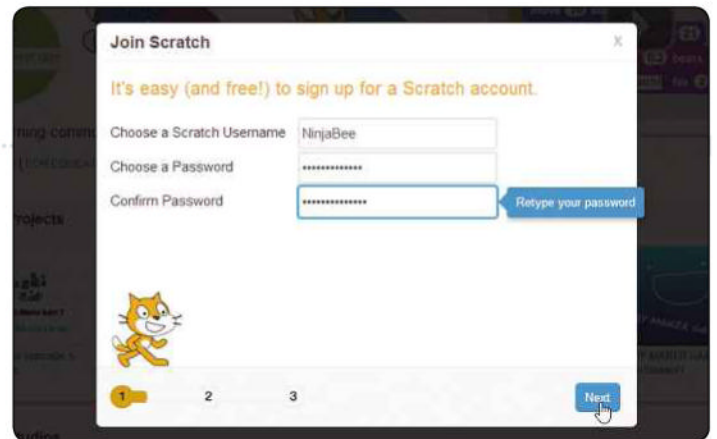 Join Scratch
X
It's easy (and free!) to sign up for a Scratch account.
Choose a Scratch Username NinjaBee
Choose a Password •••••••••••••
Confirm Password •••••••••••••• Retype your password
1 2 3
Next